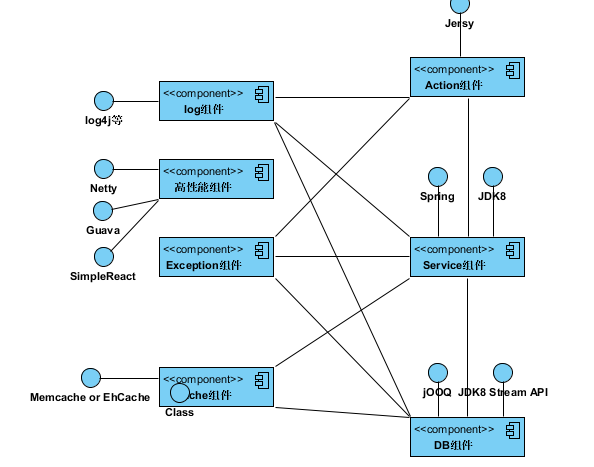 Jersy
<<component>>
Action组件
<<component>>
log组件
log4j等
<<component>>
高性能组件
Netty
Guava
SimpleReact
Spring
JDK8
<<component>>
Exception组件
<<component>>
Service组件
<<component>>
che组件
Memcache or EhCache
Class
jOOQ
JDK8 Stream API
<<component>>
DB组件